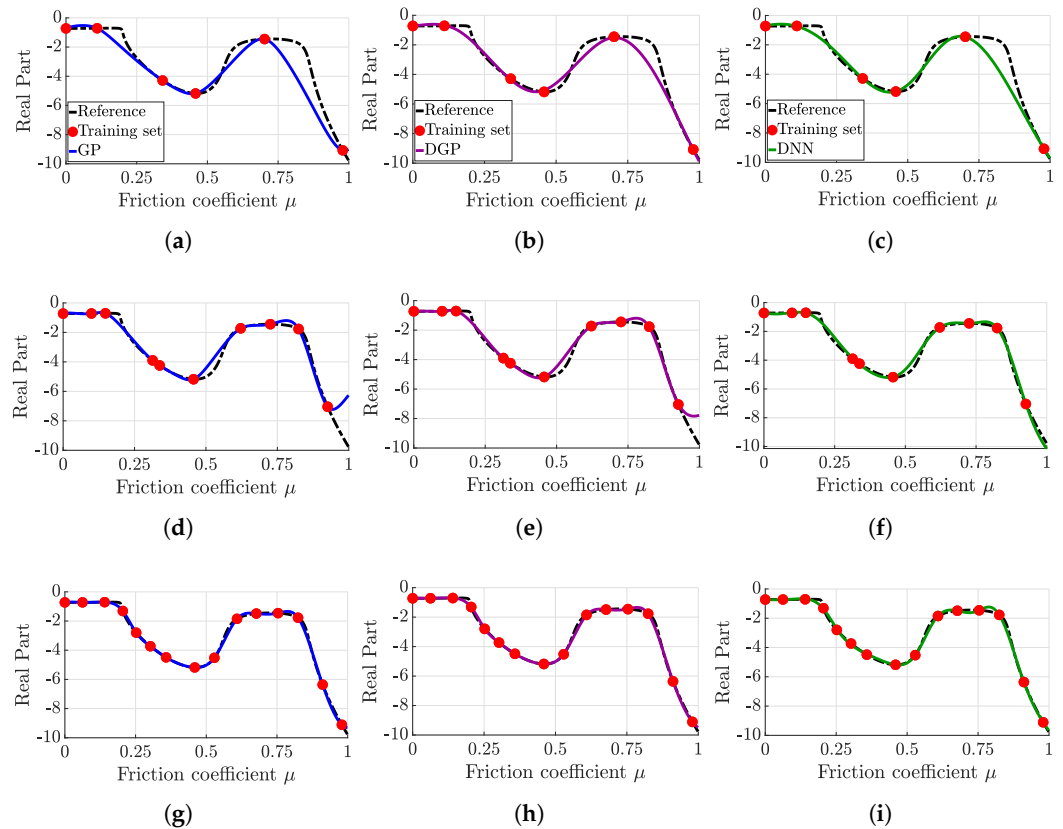 0
-2
-4
-6
-8
-10
Real Part
Reference
Training set
GP
0 0.25 0.5 0.75 1
Friction coefficient μ
(a)
0
-2
-4
-6
-8
-10
Real Part
Reference
Training set
DGP
0 0.25 0.5 0.75 1
Friction coefficient μ
(b)
0
-2
-4
-6
-8
-10
Real Part
Reference
Training set
DNN
0 0.25 0.5 0.75 1
Friction coefficient μ
(c)
0
-2
-4
-6
-8
-10
Real Part
0 0.25 0.5 0.75 1
Friction coefficient μ
(d)
0
-2
-4
-6
-8
-10
Real Part
0 0.25 0.5 0.75 1
Friction coefficient μ
(e)
0
-2
-4
-6
-8
-10
Real Part
0 0.25 0.5 0.75 1
Friction coefficient μ
(f)
0
-2
-4
-6
-8
-10
Real Part
0 0.25 0.5 0.75 1
Friction coefficient μ
(g)
0
-2
-4
-6
-8
-10
Real Part
0 0.25 0.5 0.75 1
Friction coefficient μ
(h)
0
-2
-4
-6
-8
-10
Real Part
0 0.25 0.5 0.75 1
Friction coefficient μ
(i)